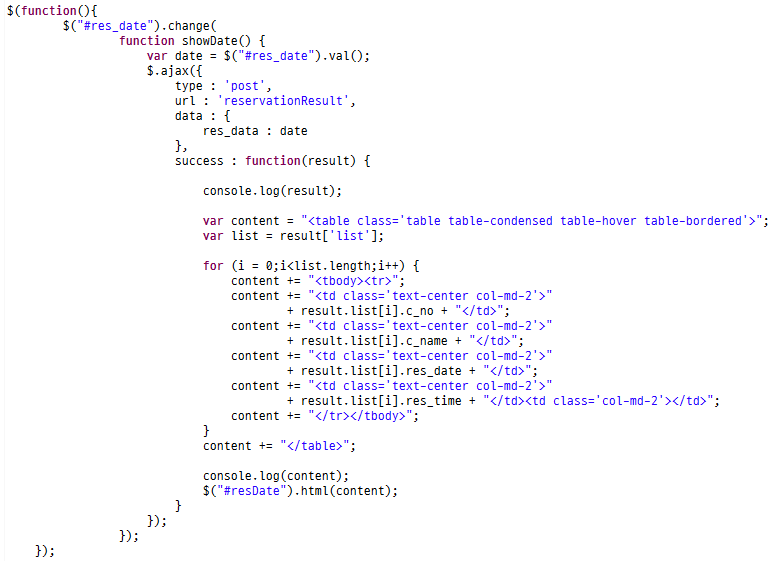 $(function(){
        $("#res_date").change(
                function showDate() {
                    var date = $("#res_date").val();
                    $.ajax({
                        type : 'post',
                        url : 'reservationResult',
                        data : {
                            res_data : date
                        },
                        success : function(result) {

                            console.log(result);

                            var content = "<table class='table table-condensed table-hover table-bordered'>";
                            var list = result['list'];

                            for (i = 0;i<list.length;i++) {
                                content += "<tbody><tr>";
                                content += "<td class='text-center col-md-2'>"
                                        + result.list[i].c_no + "</td>";
                                content += "<td class='text-center col-md-2'>"
                                        + result.list[i].c_name + "</td>";
                                content += "<td class='text-center col-md-2'>"
                                        + result.list[i].res_date + "</td>";
                                content += "<td class='text-center col-md-2'>"
                                        + result.list[i].res_time + "</td><td class='col-md-2'></td>";
                                content += "</tr></tbody>";
                            }
                            content += "</table>";

                            console.log(content);
                            $("#resDate").html(content);
                        }
                    });
                });
    });